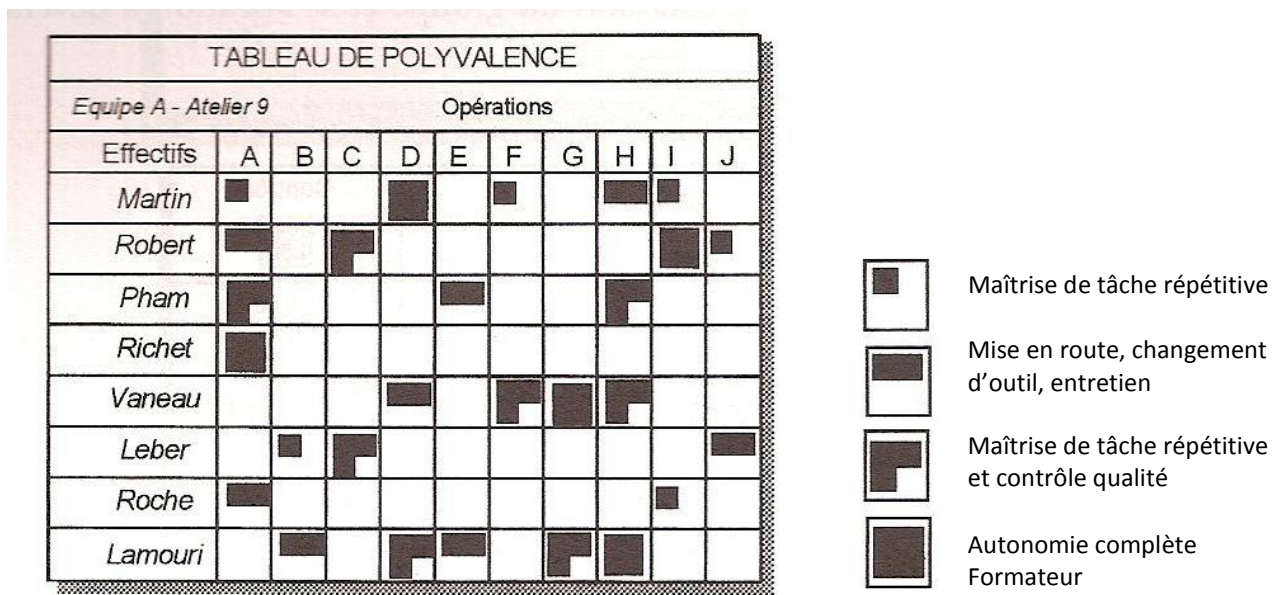 TABLEAU DE POLYVALENCE
Equipe A - Atelier 9 Opérations
Effectifs A B C D E F G H I J
Martin
Robert
Pham
Richet
Vaneau
Leber
Roche
Lamouri
Maîtrise de tâche répétitive
Mise en route, changement
d’outil, entretien
Maîtrise de tâche répétitive
et contrôle qualité
Autonomie complète
Formateur